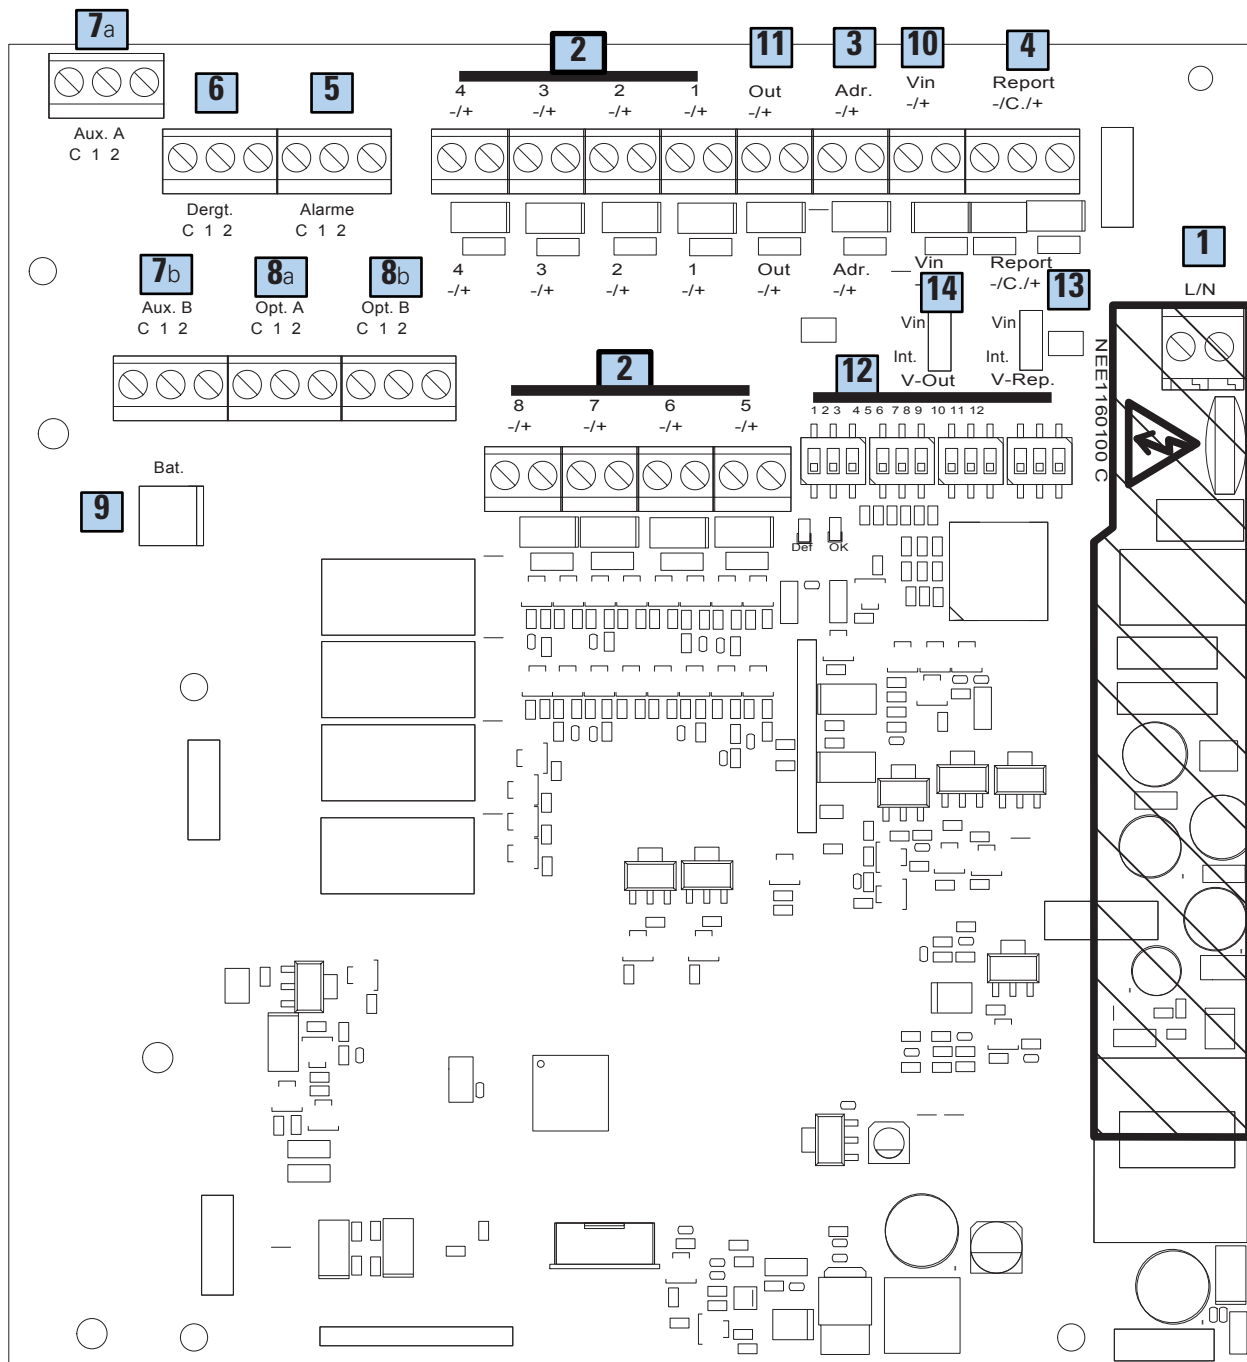 7a
2
11
3
10
4
6
5
4
3
2
1
Out
Adr.
Vin
Report
-/+
-/+
-/+
-/+
-/+
-/+
-/+
-/C./+
Aux. A
C 1 2
Dergt.
C 1 2
Alarme
C 1 2
1
L/N
7b
8a
8b
4
3
2
1
Out
Adr.
Vin
Report
-/+
-/+
-/+
-/+
-/+
-/+
-/C./+
14
13
Aux. B
C 1 2
Opt. A
C 1 2
Opt. B
C 1 2
Vin
Int.
V-Out
Vin
Int.
V-Rep.
NEE1160100 C
2
12
8
7
6
5
-/+
-/+
-/+
-/+
1 2 3 4 5 6 7 8 9 10 11 12
Bat.
9
Def
OK